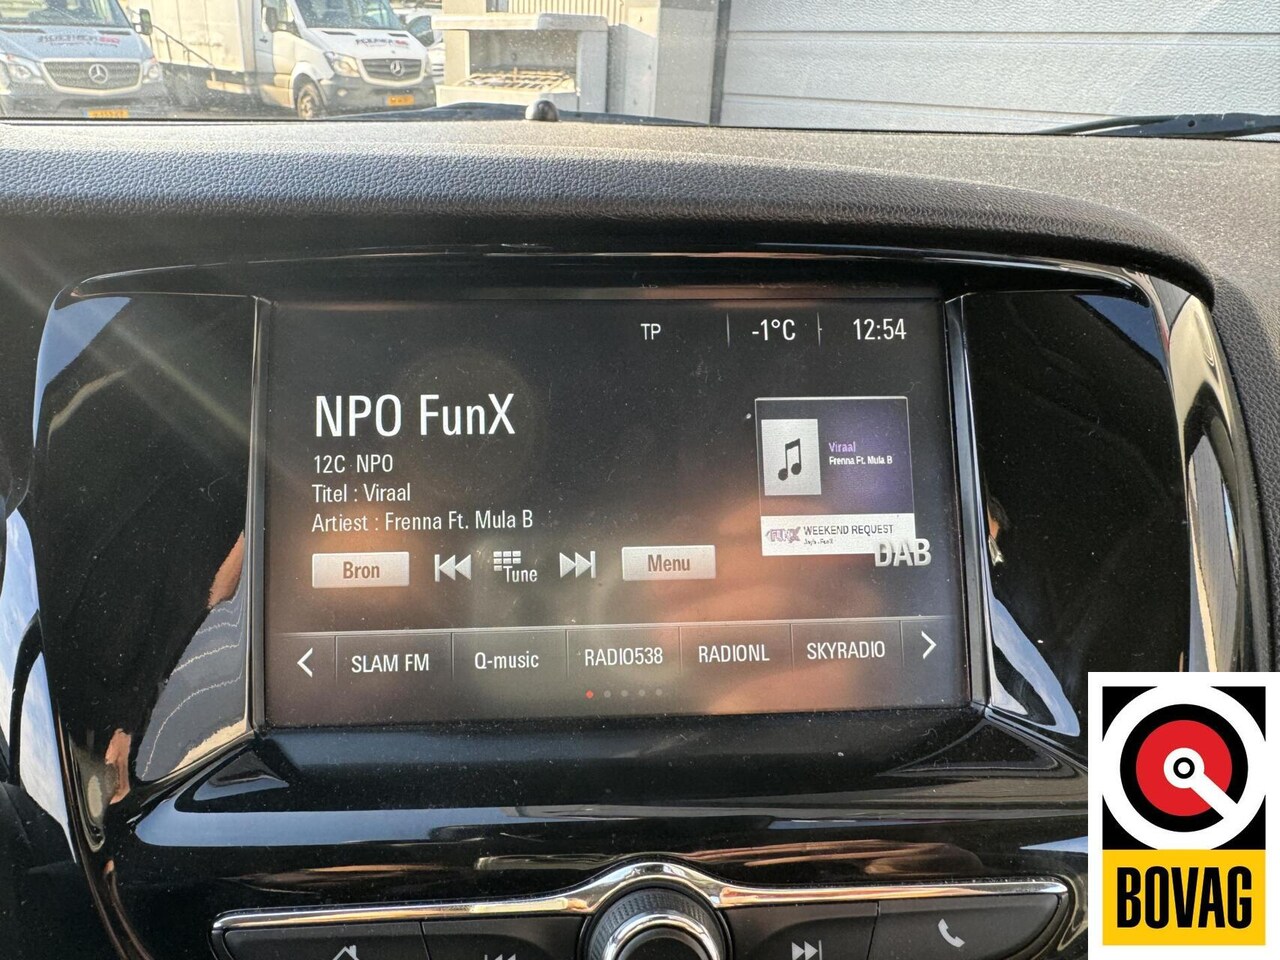 TP -1°C 12:54
NPO FunX
12C NPO
Titel : Viraal
Artiest : Frenna Ft. Mula B
Viraal
Frenna Ft. Mula B
FUNX WEEKEND REQUEST
DAB
Bron Tune Menu
SLAM FM Q-music RADIO538 RADIONL SKYRADIO
BOVAG